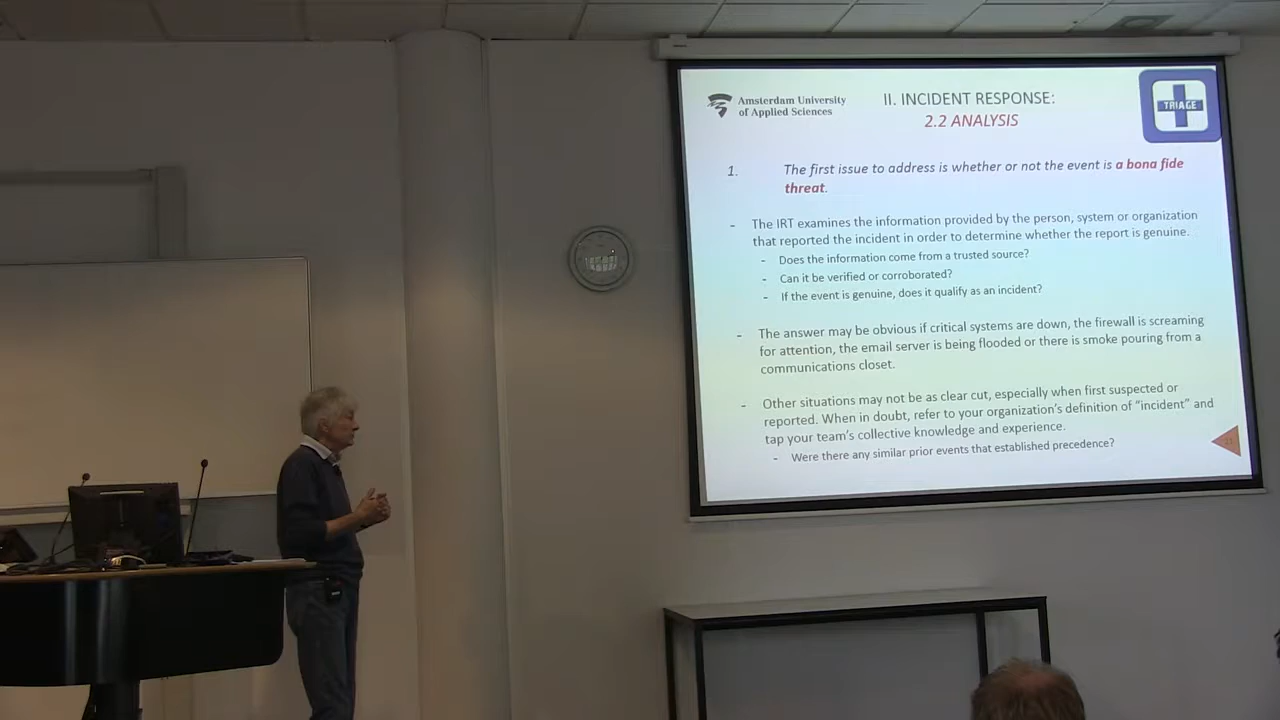 Amsterdam University
of Applied Sciences
II. INCIDENT RESPONSE:
2.2 ANALYSIS
TRIAGE
1. The first issue to address is whether or not the event is a bona fide
threat.
- The IRT examines the information provided by the person, system or organization
that reported the incident in order to determine whether the report is genuine.
- Does the information come from a trusted source?
- Can it be verified or corroborated?
- If the event is genuine, does it qualify as an incident?
- The answer may be obvious if critical systems are down, the firewall is screaming
for attention, the email server is being flooded or there is smoke pouring from a
communications closet.
- Other situations may not be as clear cut, especially when first suspected or
reported. When in doubt, refer to your organization's definition of "incident" and
tap your team's collective knowledge and experience.
- Were there any similar prior events that established precedence?